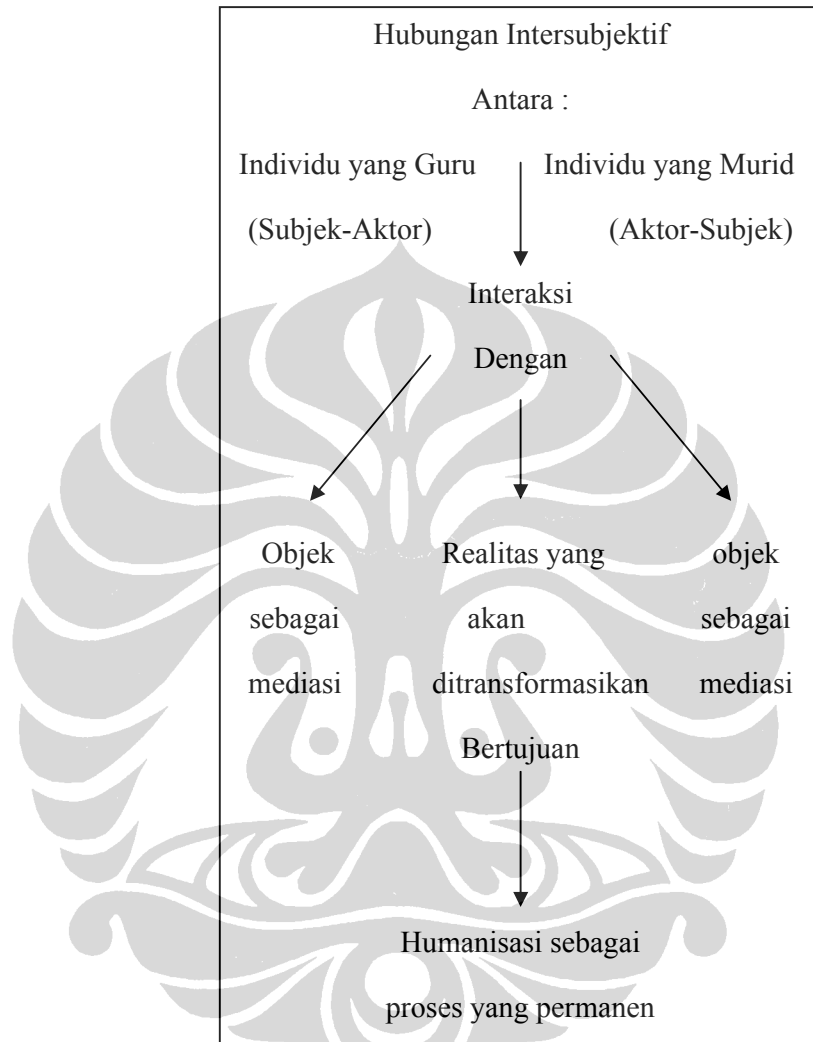 Hubungan Intersubjektif
Antara :
Individu yang Guru Individu yang Murid
(Subjek-Aktor) (Aktor-Subjek)
Interaksi
Dengan
Objek Realitas yang objek
sebagai akan sebagai
mediasi ditransformasikan mediasi
Bertujuan
Humanisasi sebagai
proses yang permanen